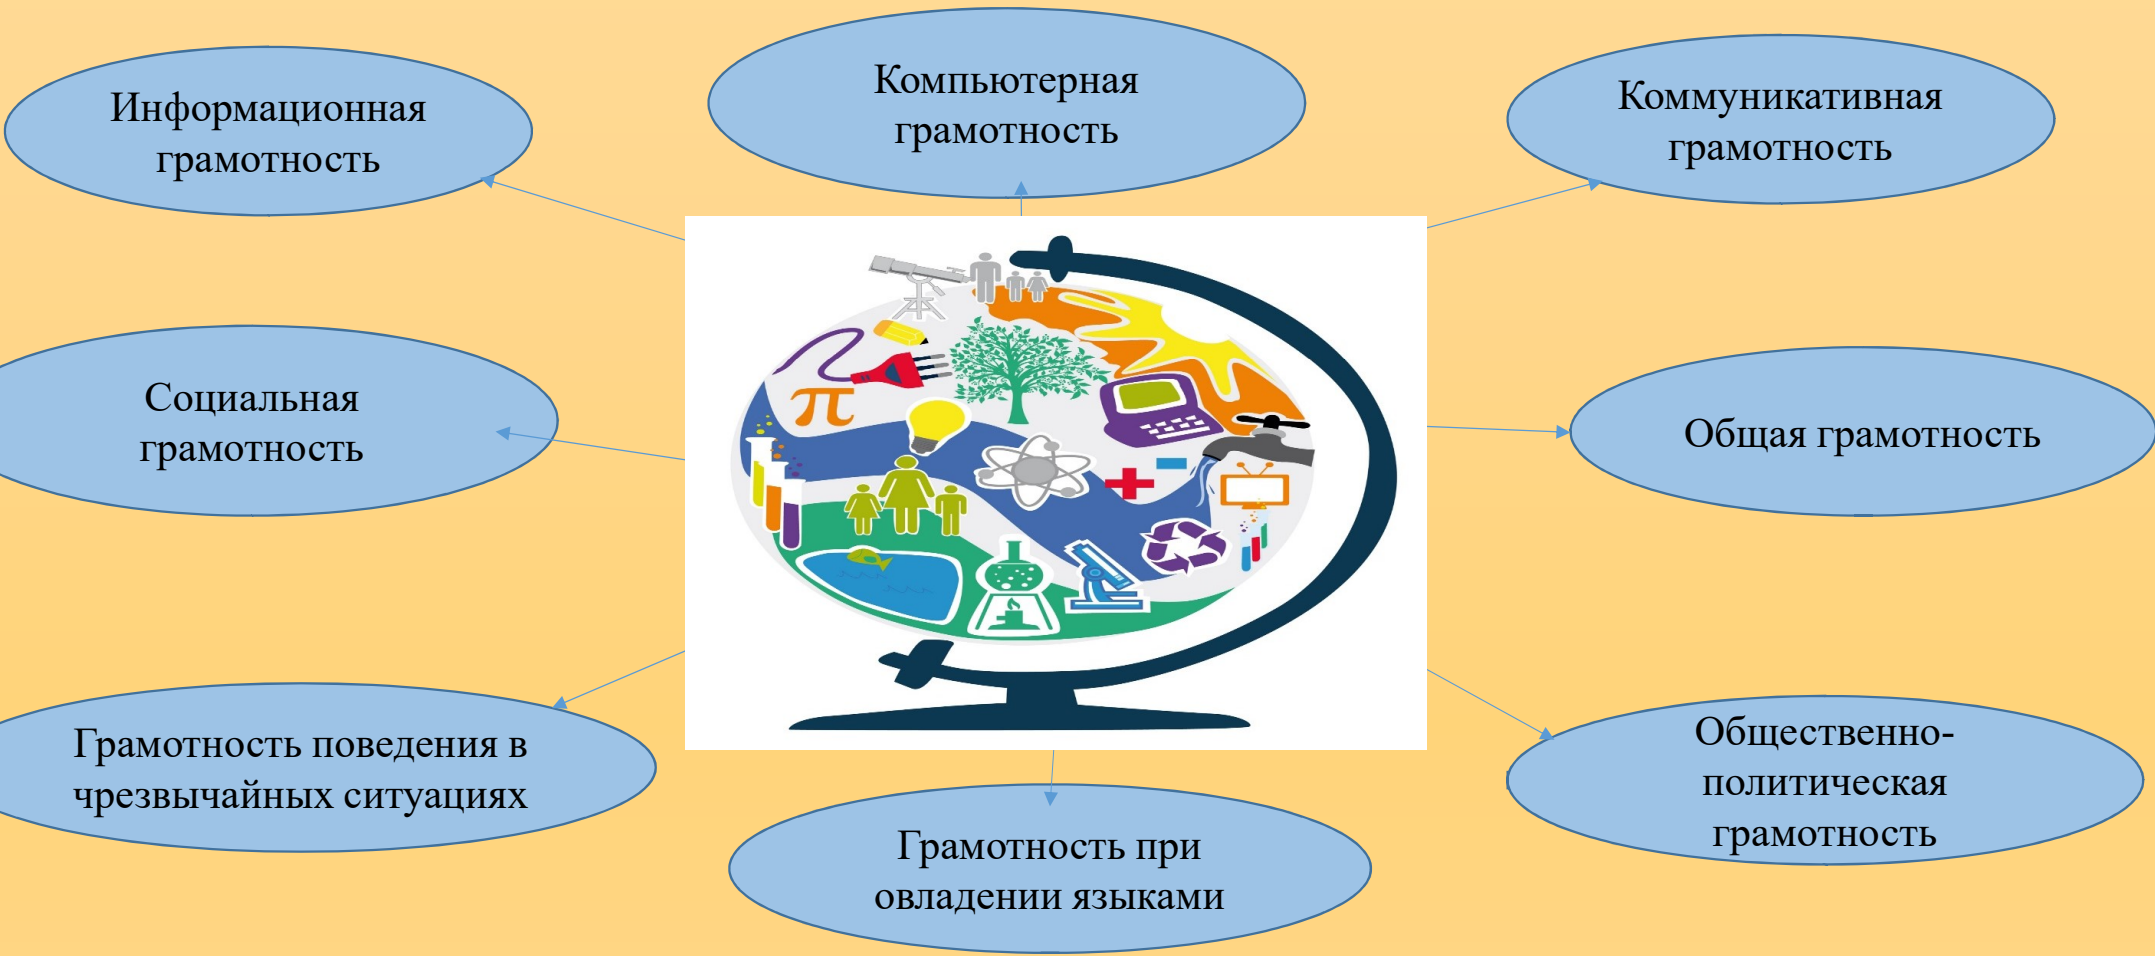 Информационная
грамотность
Компьютерная
грамотность
Коммуникативная
грамотность
Социальная
грамотность
π
Общая грамотность
Грамотность поведения в
чрезвычайных ситуациях
Грамотность при
овладении языками
Общественно-
политическая
грамотность